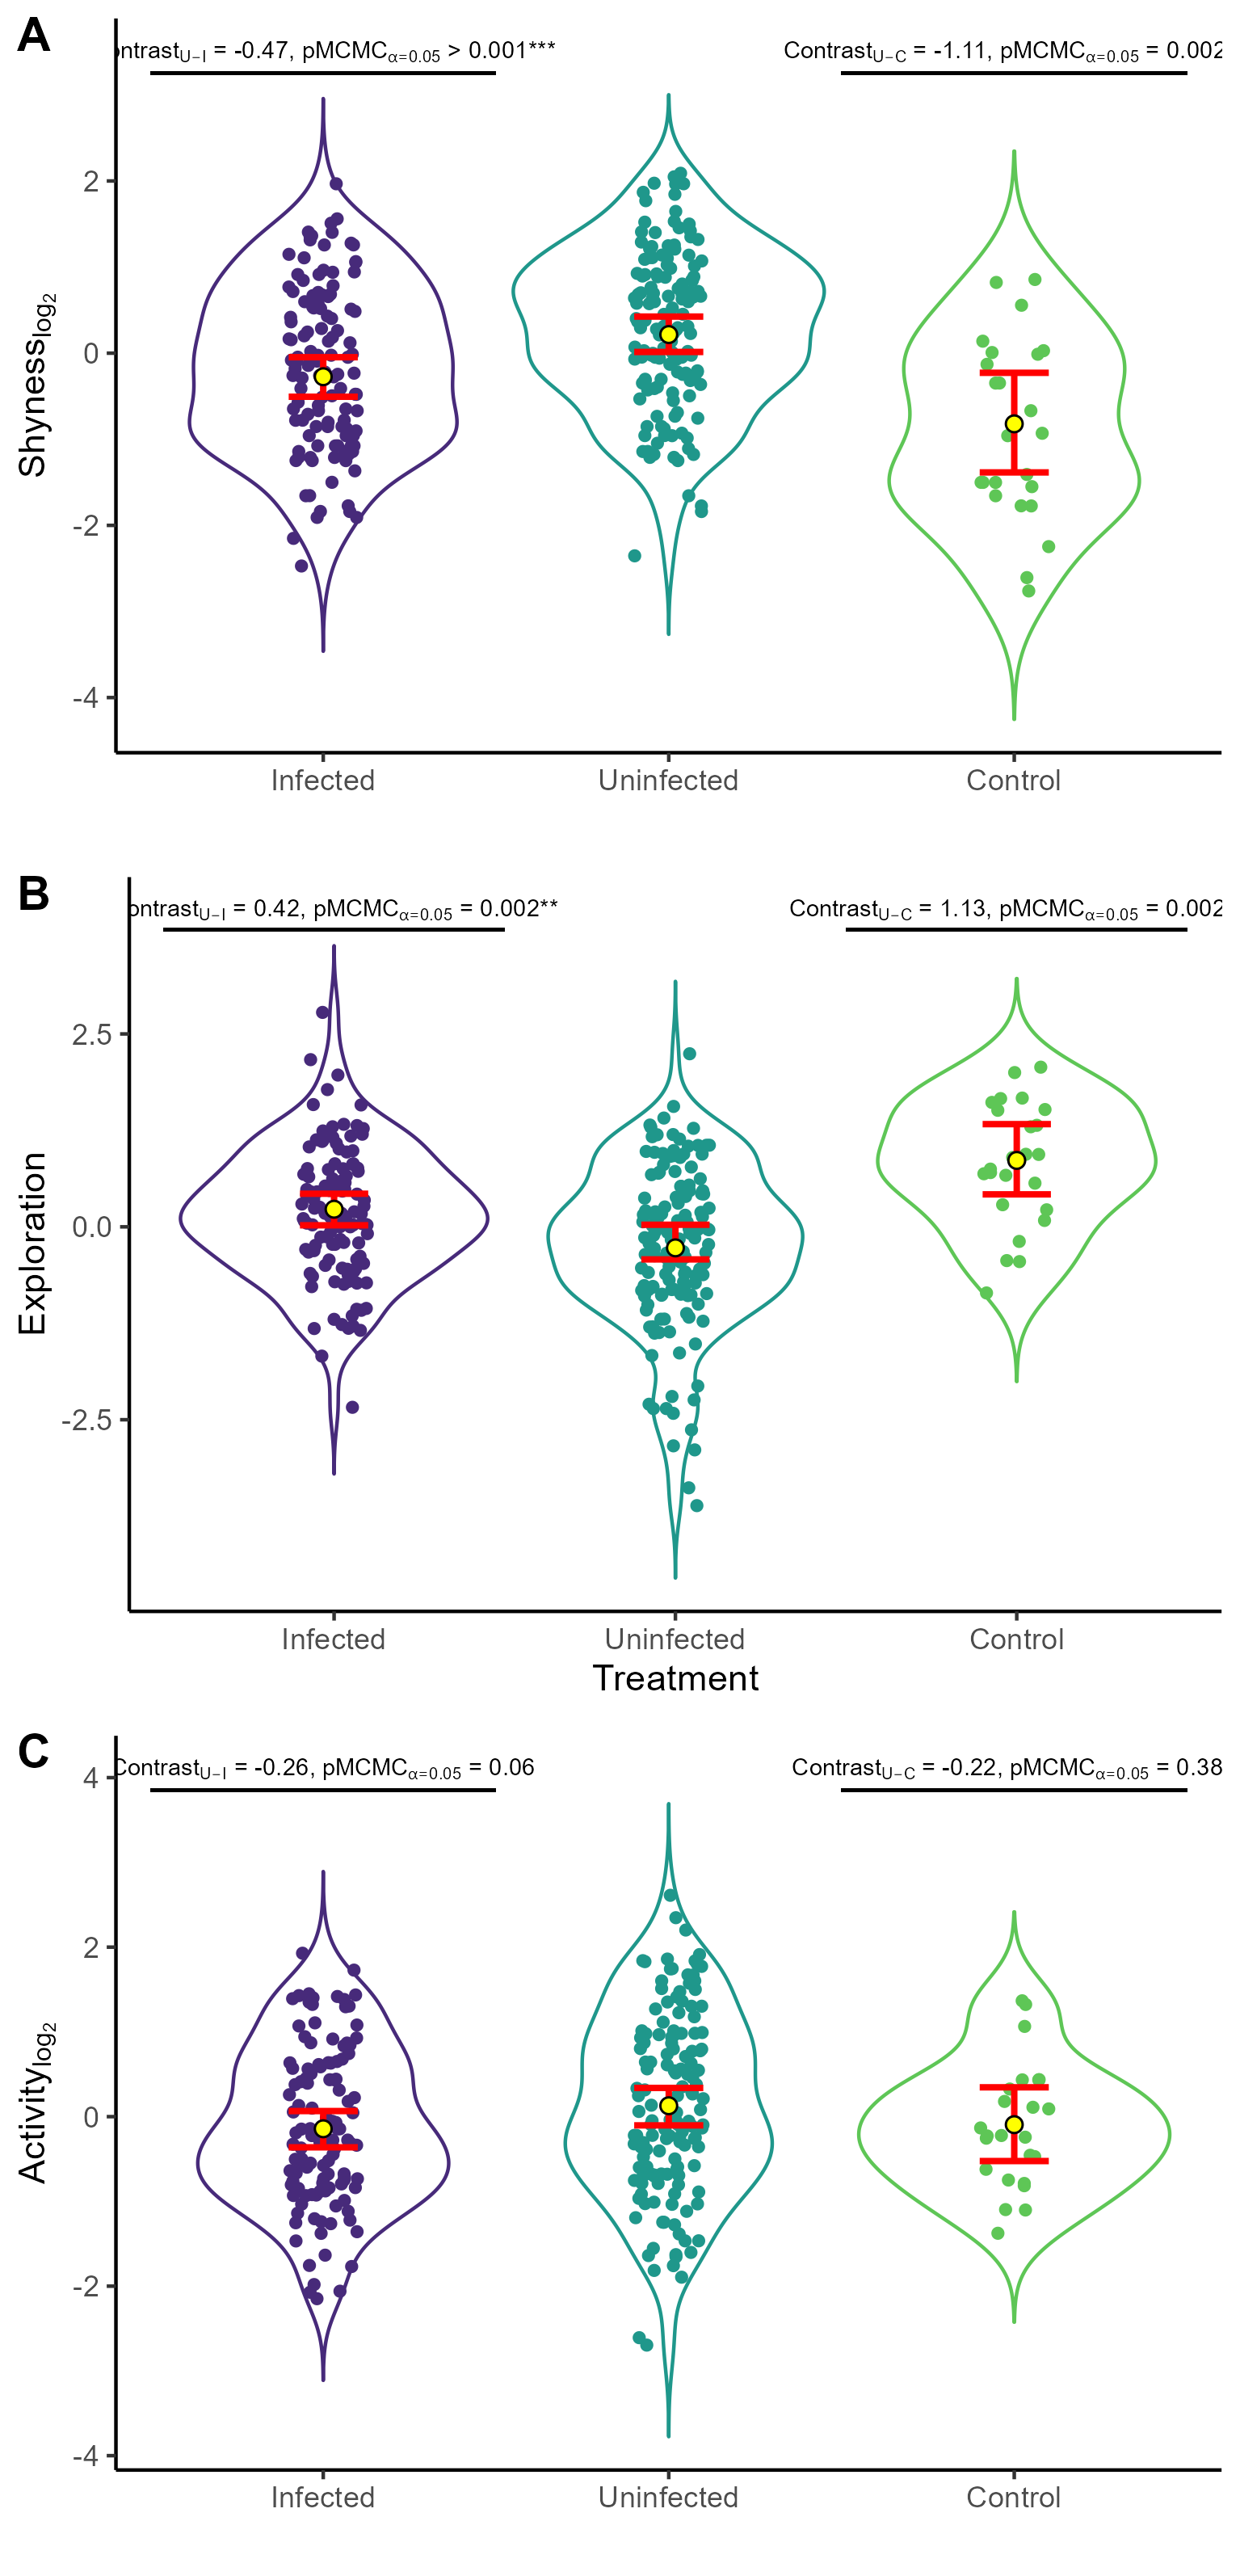 A
ontrastU−I = -0.47, pMCMCα=0.05 > 0.001***
ContrastU−C = -1.11, pMCMCα=0.05 = 0.002
2
0
-2
-4
Shynesslog2
Infected Uninfected Control
B
ontrastU−I = 0.42, pMCMCα=0.05 = 0.002**
ContrastU−C = 1.13, pMCMCα=0.05 = 0.002
2.5
0.0
-2.5
Exploration
Infected Uninfected Control
Treatment
C
ContrastU−I = -0.26, pMCMCα=0.05 = 0.06
ContrastU−C = -0.22, pMCMCα=0.05 = 0.38
4
2
0
-2
-4
Activitylog2
Infected Uninfected Control